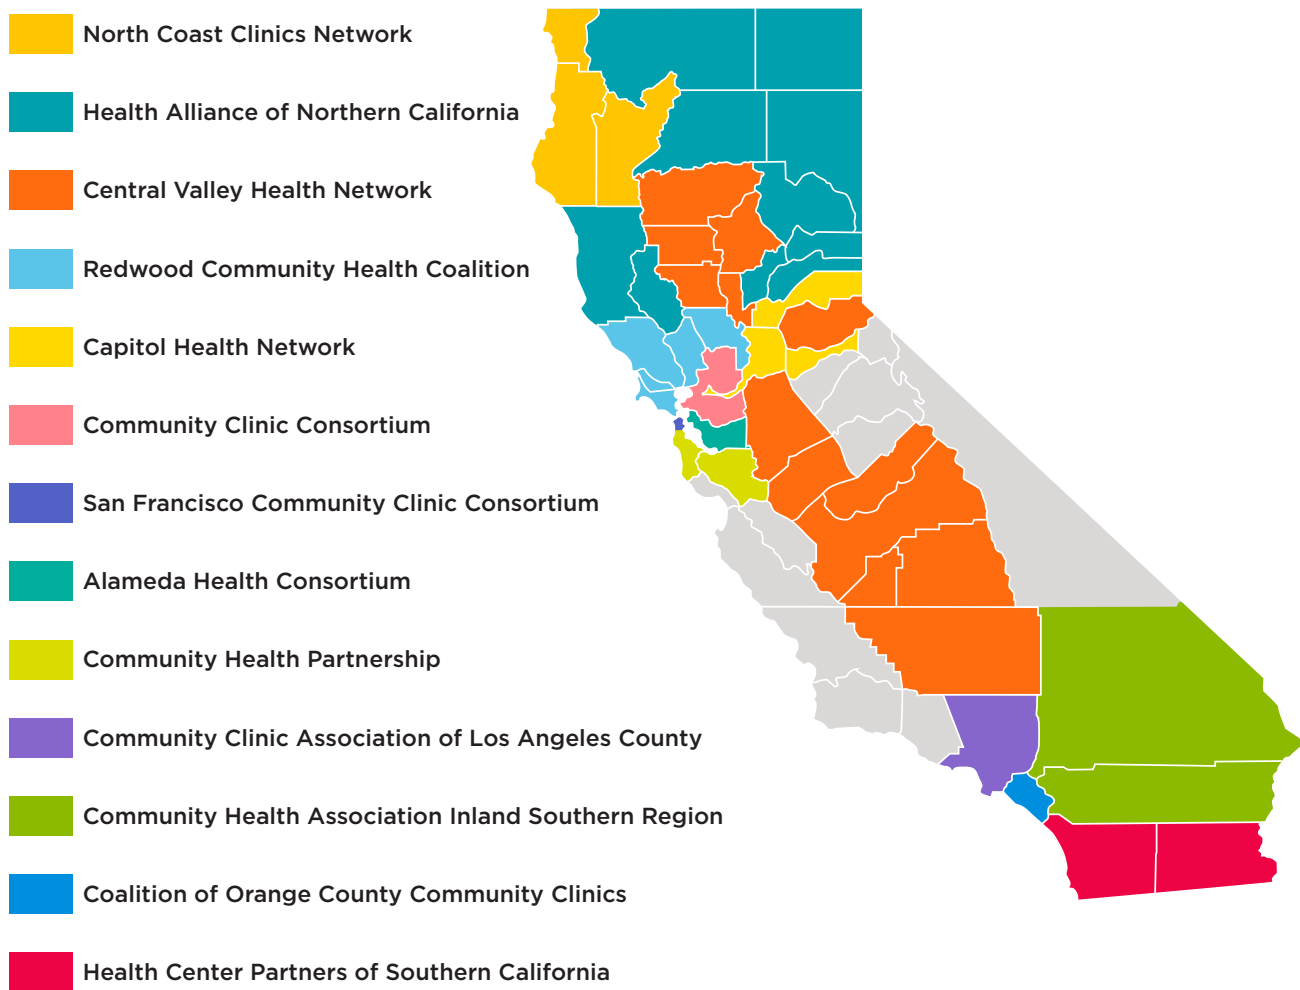 North Coast Clinics Network
Health Alliance of Northern California
Central Valley Health Network
Redwood Community Health Coalition
Capitol Health Network
Community Clinic Consortium
San Francisco Community Clinic Consortium
Alameda Health Consortium
Community Health Partnership
Community Clinic Association of Los Angeles County
Community Health Association Inland Southern Region
Coalition of Orange County Community Clinics
Health Center Partners of Southern California